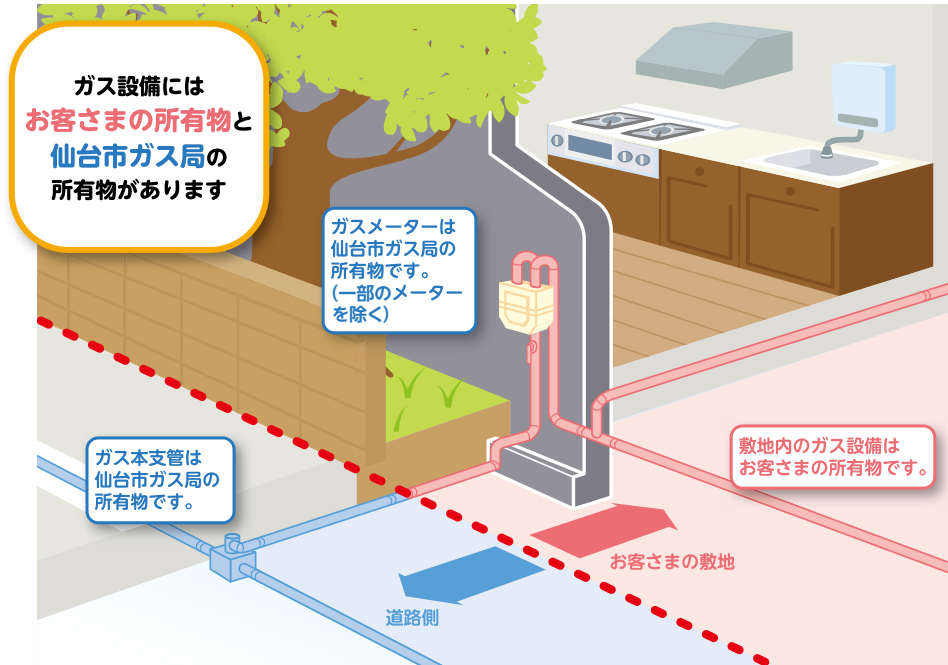 ガス設備には
お客さまの所有物と
仙台市ガス局の
所有物があります
ガスメーターは
仙台市ガス局の
所有物です。
(一部のメーター
を除く)
ガス本支管は
仙台市ガス局の
所有物です。
敷地内のガス設備は
お客さまの所有物です。
お客さまの敷地
道路側